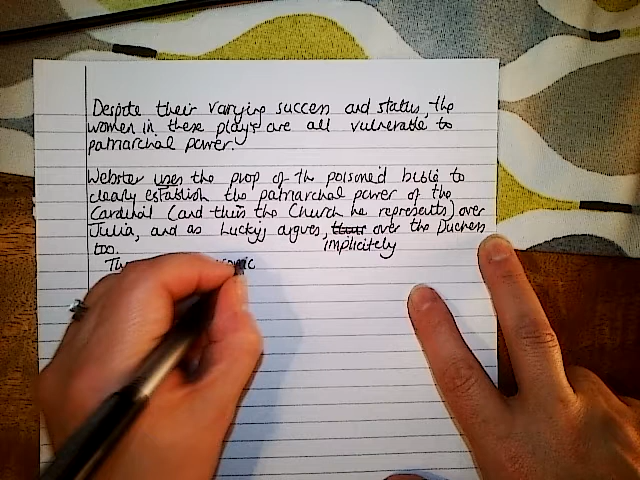 Despite their varying success and status, the
women in these plays are all vulnerable to
patriarchal power.
Webster uses the prop of the poisoned bible to
clearly establish the patriarchal power of the
Cardinal (and thus the Church he represents) over
Julia, and as Luckyj argues, over the Duchess
implicitely
too.